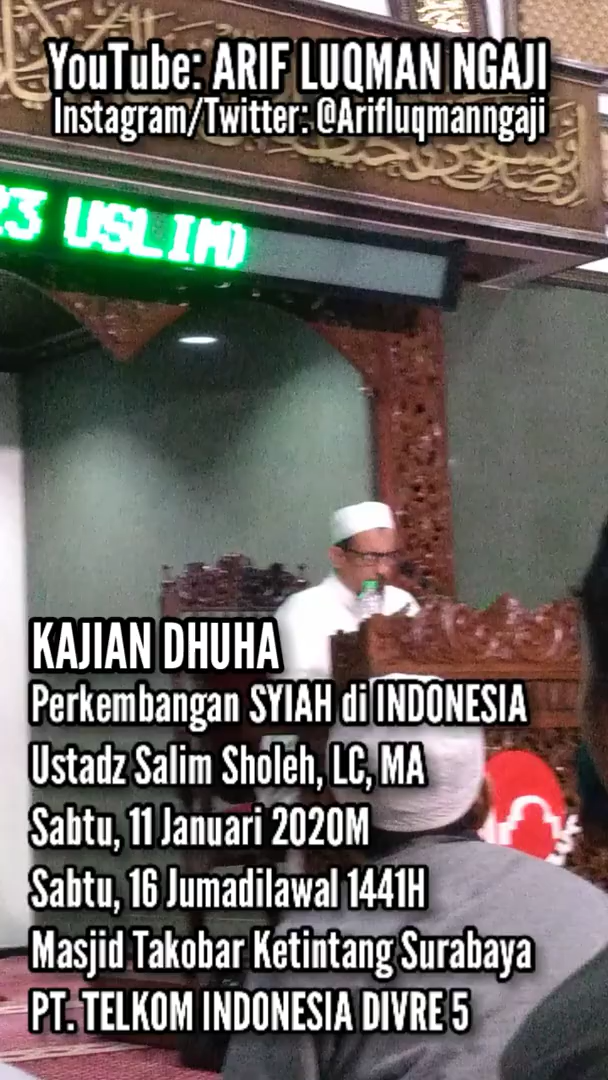 YouTube: ARIF LUQMAN NGAJI
Instagram/Twitter: @Arifluqmanngaji
23 USLIM)
KAJIAN DHUHA
Perkembangan SYIAH di INDONESIA
Ustadz Salim Sholeh, LC, MA
Sabtu, 11 Januari 2020M
Sabtu, 16 Jumadilawal 1441H
Masjid Takobar Ketintang Surabaya
PT. TELKOM INDONESIA DIVRE 5